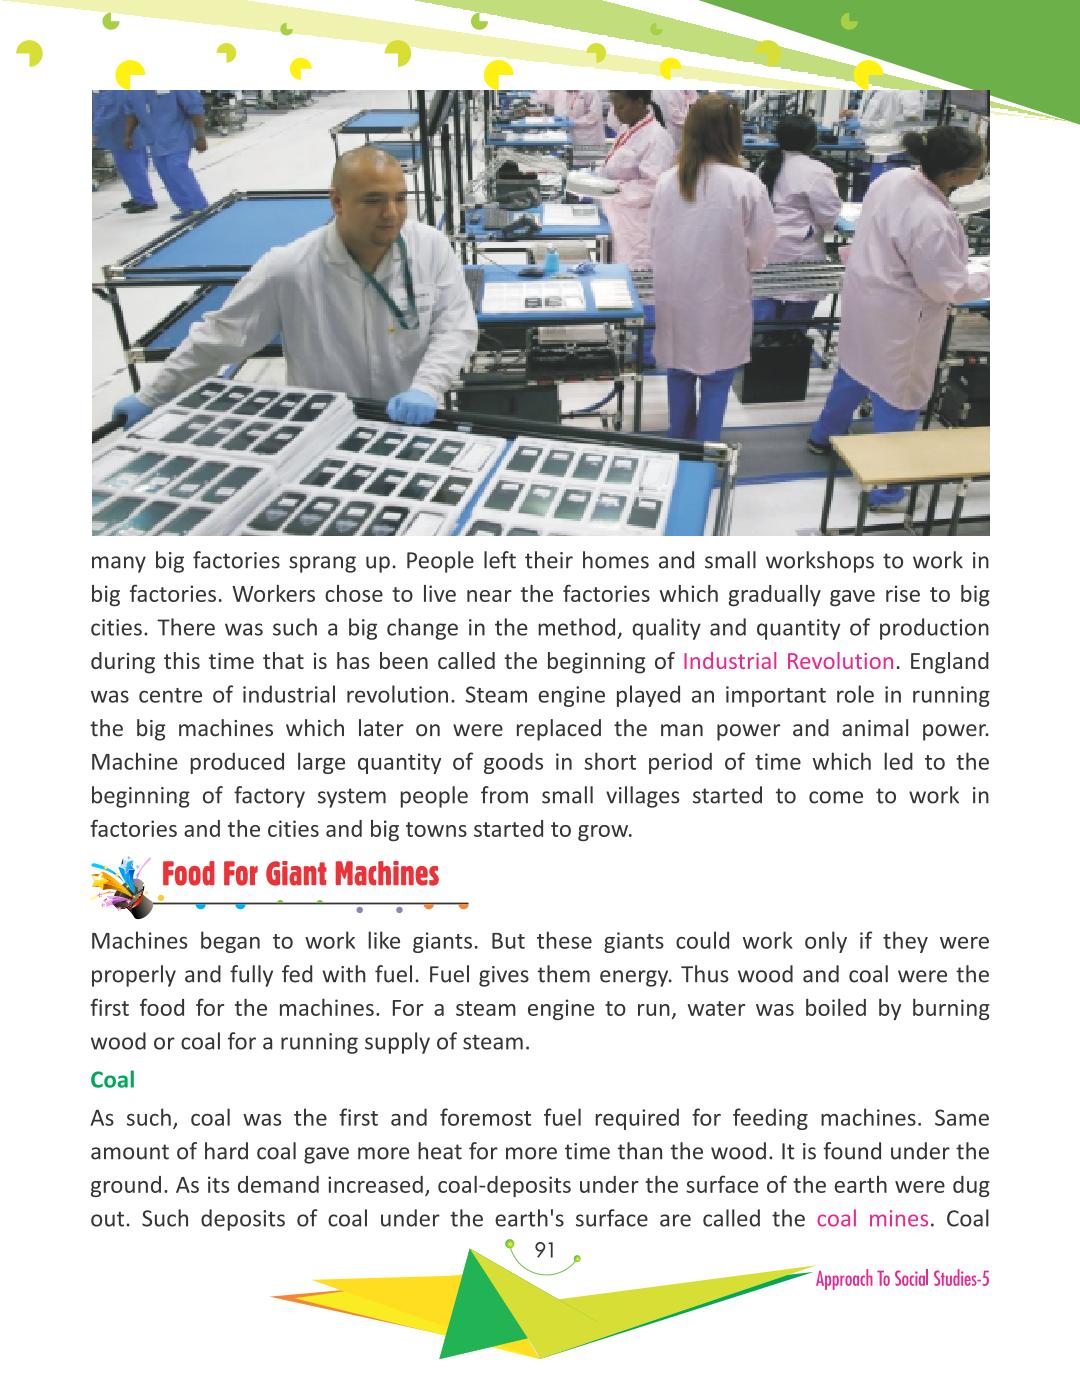 many big factories sprang up. People left their homes and small workshops to work in
big factories. Workers chose to live near the factories which gradually gave rise to big
cities. There was such a big change in the method, quality and quantity of production
during this time that is has been called the beginning of Industrial Revolution. England
was centre of industrial revolution. Steam engine played an important role in running
the big machines which later on were replaced the man power and animal power.
Machine produced large quantity of goods in short period of time which led to the
beginning of factory system people from small villages started to come to work in
factories and the cities and big towns started to grow.
Food For Giant Machines
Machines began to work like giants. But these giants could work only if they were
properly and fully fed with fuel. Fuel gives them energy. Thus wood and coal were the
first food for the machines. For a steam engine to run, water was boiled by burning
wood or coal for a running supply of steam.
Coal
As such, coal was the first and foremost fuel required for feeding machines. Same
amount of hard coal gave more heat for more time than the wood. It is found under the
ground. As its demand increased, coal-deposits under the surface of the earth were dug
out. Such deposits of coal under the earth's surface are called the coal mines. Coal
91
Approach To Social Studies-5